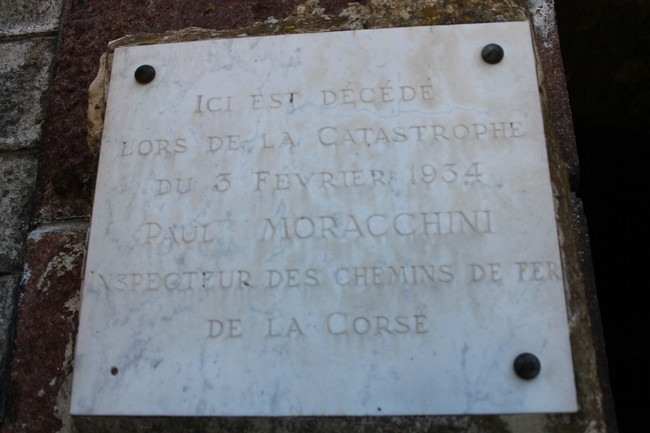 ICI EST DÉCÉDÉ
LORS DE LA CATASTROPHE
DU 3 FÉVRIER 1934
PAUL MORACCHINI
INSPECTEUR DES CHEMINS DE FER
DE LA CORSE